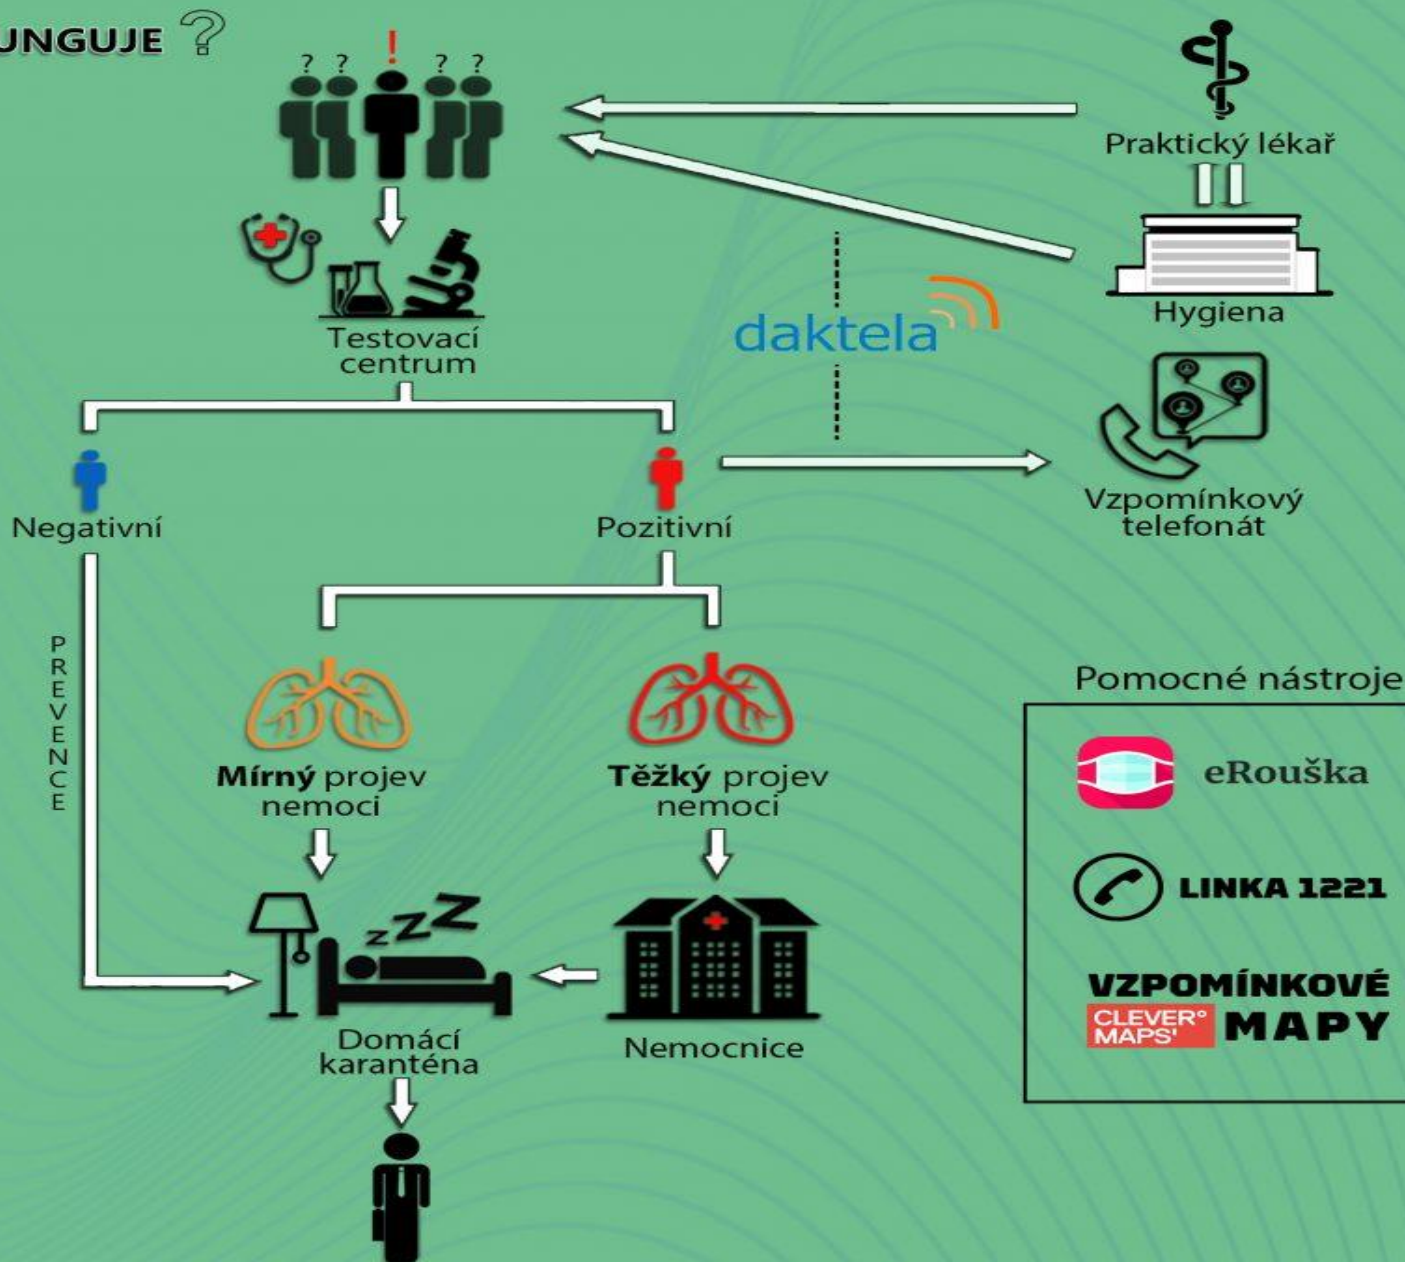 UNGUJE ?
? ? ! ? ?
Praktický lékař
Hygiena
Testovací
centrum
daktela
Vzpomínkový
telefonát
Negativní
Pozitivní
PREVENCE
Mírný projev
nemoci
Těžký projev
nemoci
Pomocné nástroje
eRouška
LINKA 1221
VZPOMÍNKOVÉ
CLEVER°
MAPS'
MAPY
zzZ
Domácí
karanténa
Nemocnice